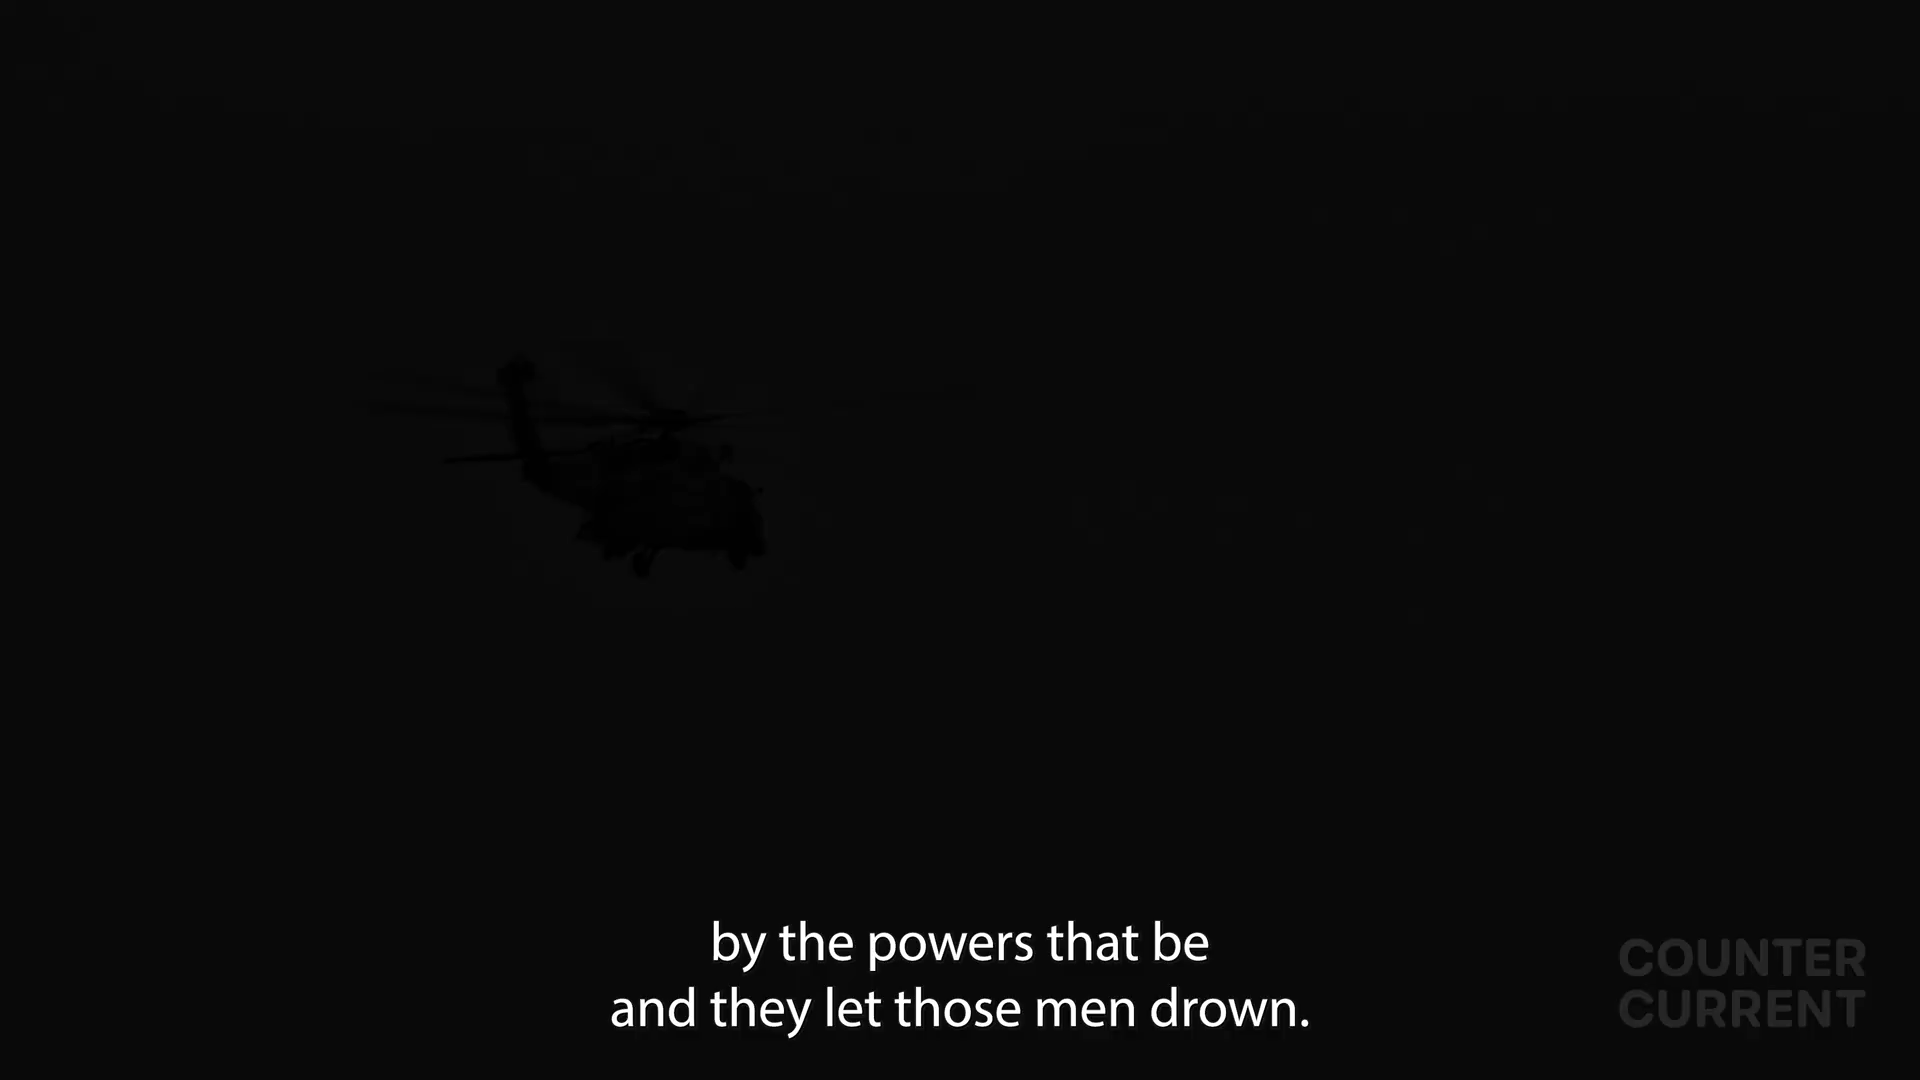 by the powers that be
and they let those men drown.
COUNTER
CURRENT